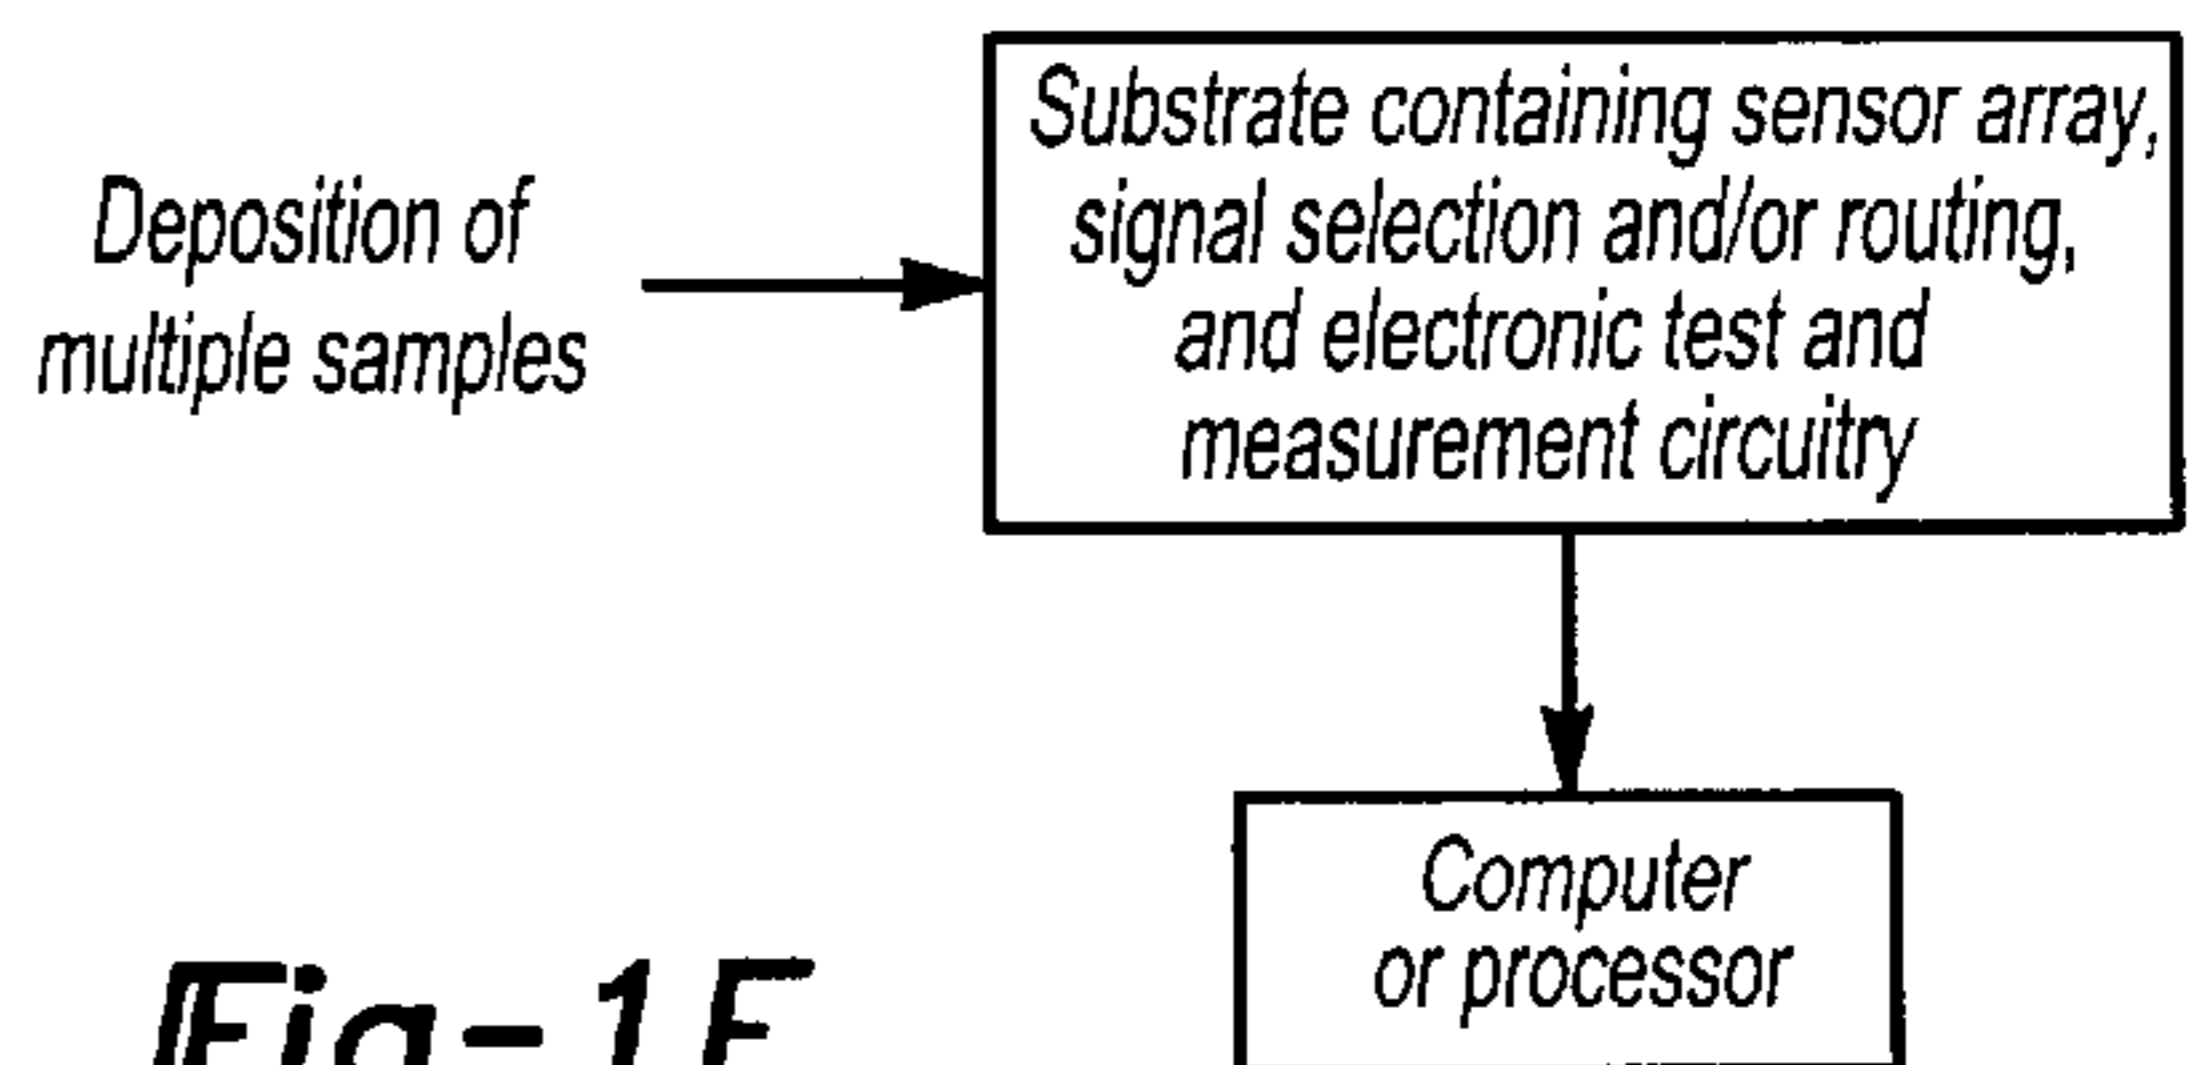 Deposition of
multiple samples
Substrate containing sensor array,
signal selection and/or routing,
and electronic test and
measurement circuitry
Computer
or processor